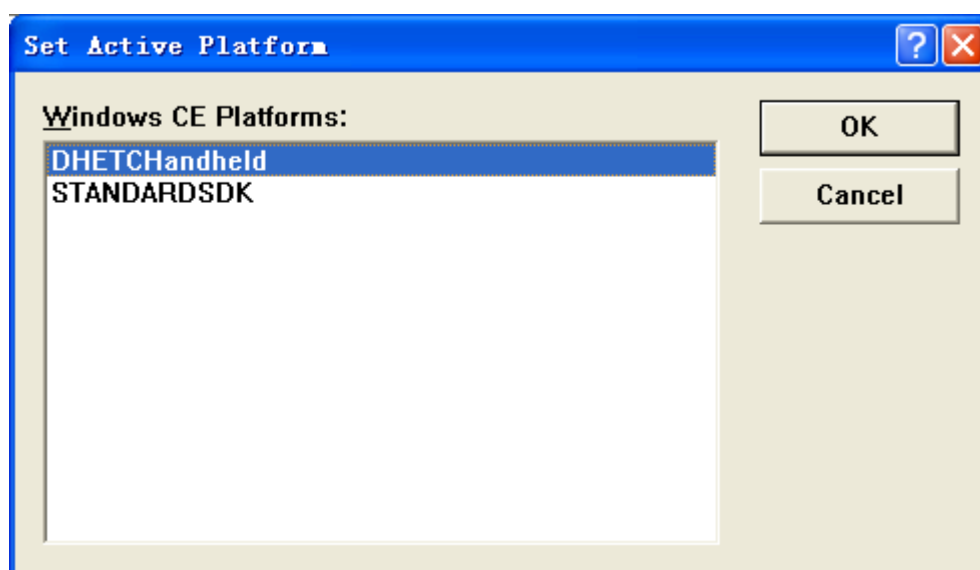 Set Active Platform
Windows CE Platforms:
DHETCHandheld
STANDARDSDK
OK
Cancel